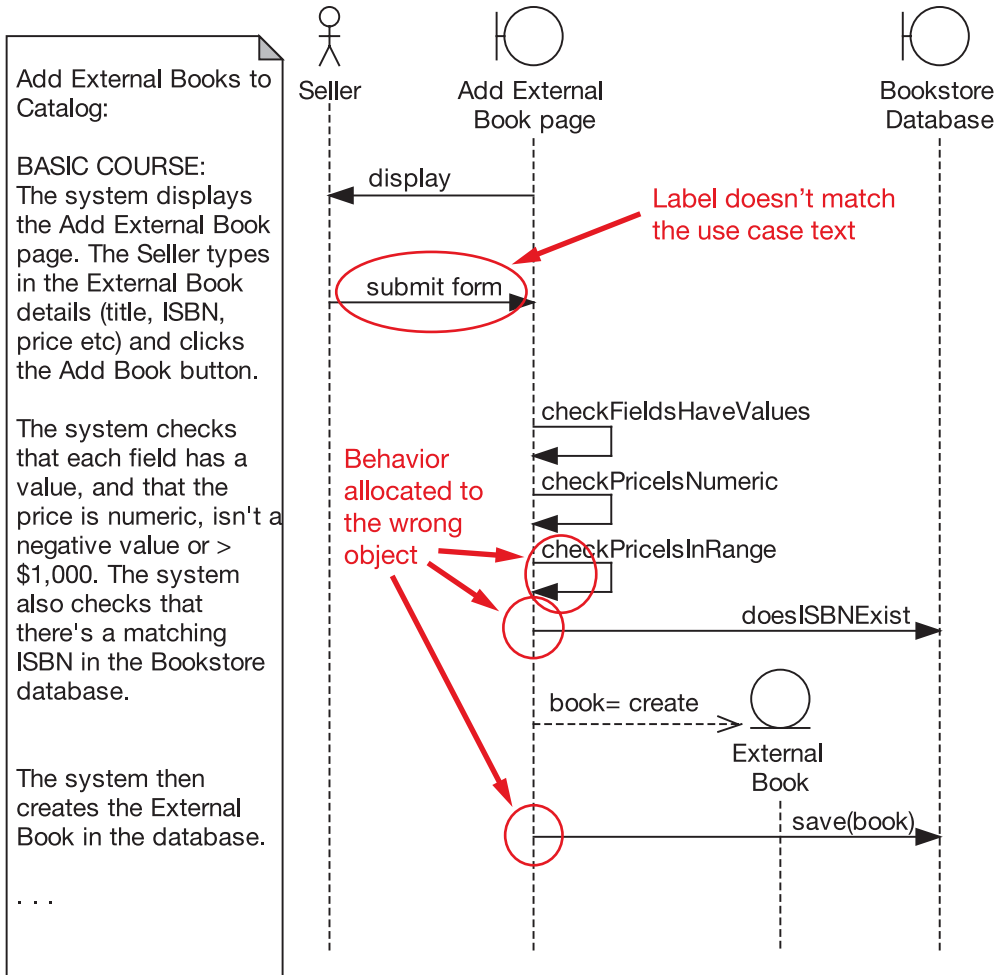 Add External Books to
Catalog:
BASIC COURSE:
The system displays
the Add External Book
page. The Seller types
in the External Book
details (title, ISBN,
price etc) and clicks
the Add Book button.
The system checks
that each field has a
value, and that the
price is numeric, isn't a
negative value or >
$1,000. The system
also checks that
there's a matching
ISBN in the Bookstore
database.
The system then
creates the External
Book in the database.
. . .
Seller
Add External
Book page
Bookstore
Database
display
Label doesn’t match
the use case text
submit form
checkFieldsHaveValues
Behavior
allocated to
the wrong
object
checkPriceIsNumeric
checkPriceIsInRange
doesISBNExist
book= create
External
Book
save(book)